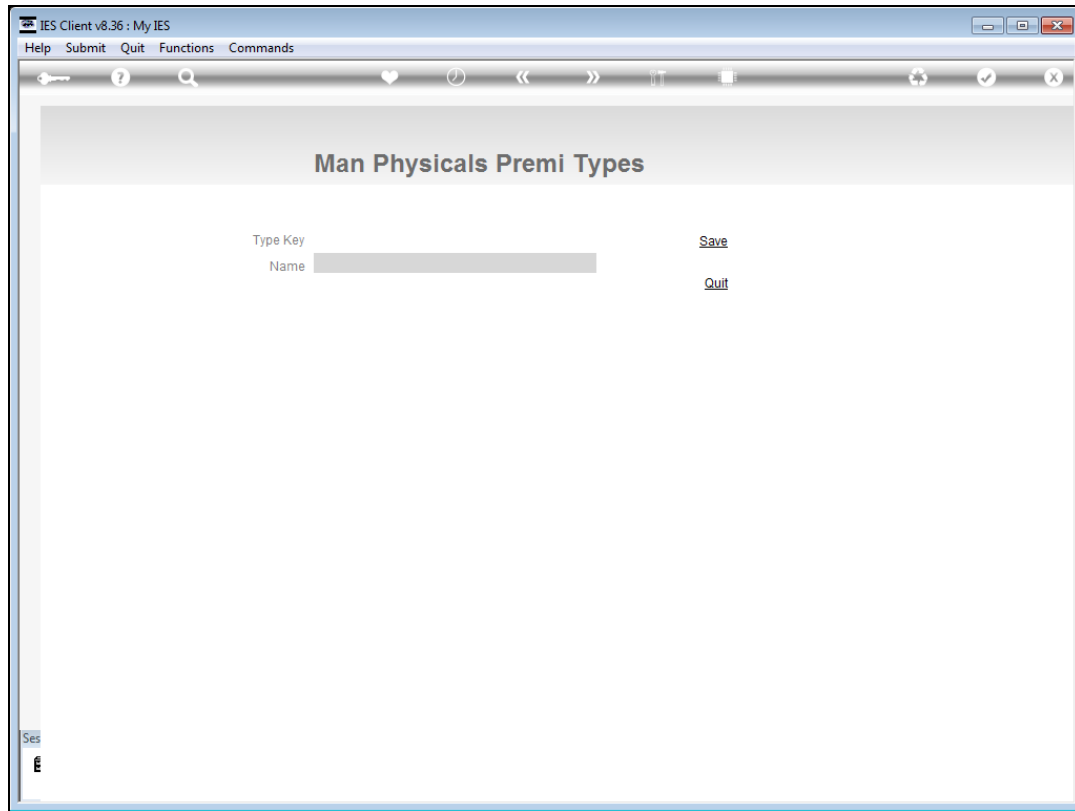 IES Client v8.36 : My IES
Help Submit Quit Functions Commands
Man Physicals Premi Types
Type Key
Save
Name
Quit
Ses